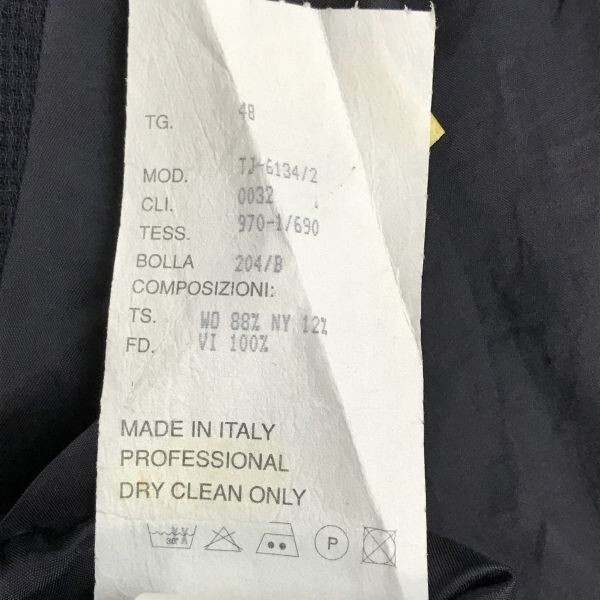 TG. 48
MOD. TJ-6134/2
CLI. 0032
TESS. 970-1/690
BOLLA 204/B
COMPOSIZIONI:
TS. WO 88% NY 12%
FD. VI 100%
MADE IN ITALY
PROFESSIONAL
DRY CLEAN ONLY
P